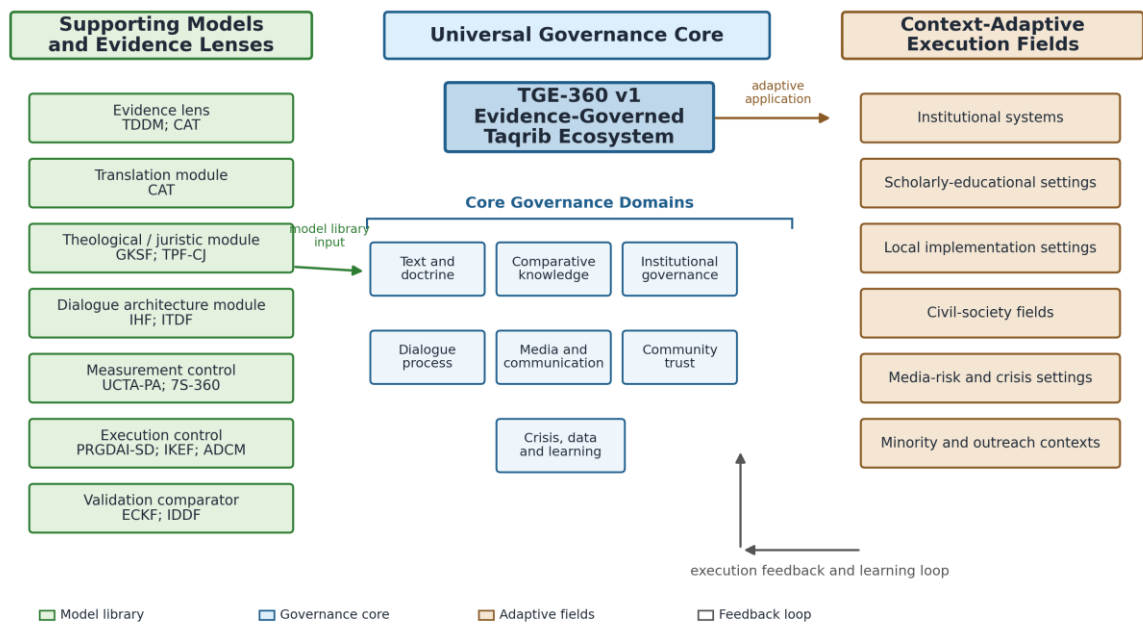 Supporting Models
and Evidence Lenses
Universal Governance Core
Context-Adaptive
Execution Fields
Evidence lens
TDDM; CAT
Translation module
CAT
Theological / juristic module
GKSF; TPF-CJ
Dialogue architecture module
IHF; ITDF
Measurement control
UCTA-PA; 7S-360
Execution control
PRGDAI-SD; IKEF; ADCM
Validation comparator
ECKF; IDDF
model library
input
TGE-360 v1
Evidence-Governed
Taqrib Ecosystem
adaptive
application
Core Governance Domains
Text and
doctrine
Comparative
knowledge
Institutional
governance
Dialogue
process
Media and
communication
Community
trust
Crisis, data
and learning
Institutional systems
Scholarly-educational settings
Local implementation settings
Civil-society fields
Media-risk and crisis settings
Minority and outreach contexts
execution feedback and learning loop
Model library
Governance core
Adaptive fields
Feedback loop